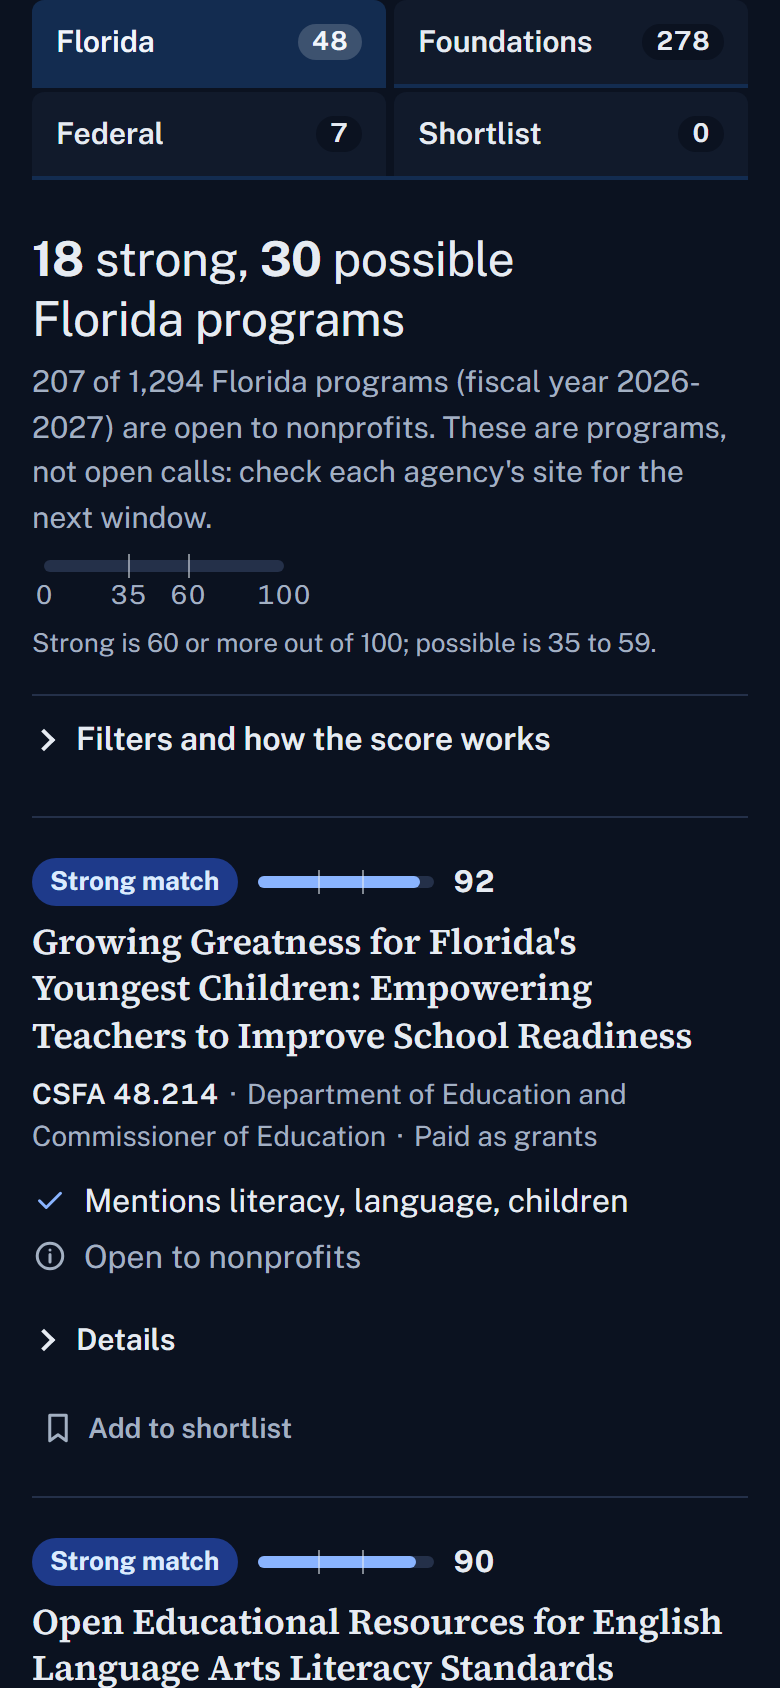 Florida 48
Foundations 278
Federal 7
Shortlist 0
18 strong, 30 possible
Florida programs
207 of 1,294 Florida programs (fiscal year 2026-
2027) are open to nonprofits. These are programs,
not open calls: check each agency's site for the
next window.
0 35 60 100
Strong is 60 or more out of 100; possible is 35 to 59.
Filters and how the score works
Strong match 92
Growing Greatness for Florida's
Youngest Children: Empowering
Teachers to Improve School Readiness
CSFA 48.214 · Department of Education and
Commissioner of Education · Paid as grants
Mentions literacy, language, children
Open to nonprofits
Details
Add to shortlist
Strong match 90
Open Educational Resources for English
Language Arts Literacy Standards